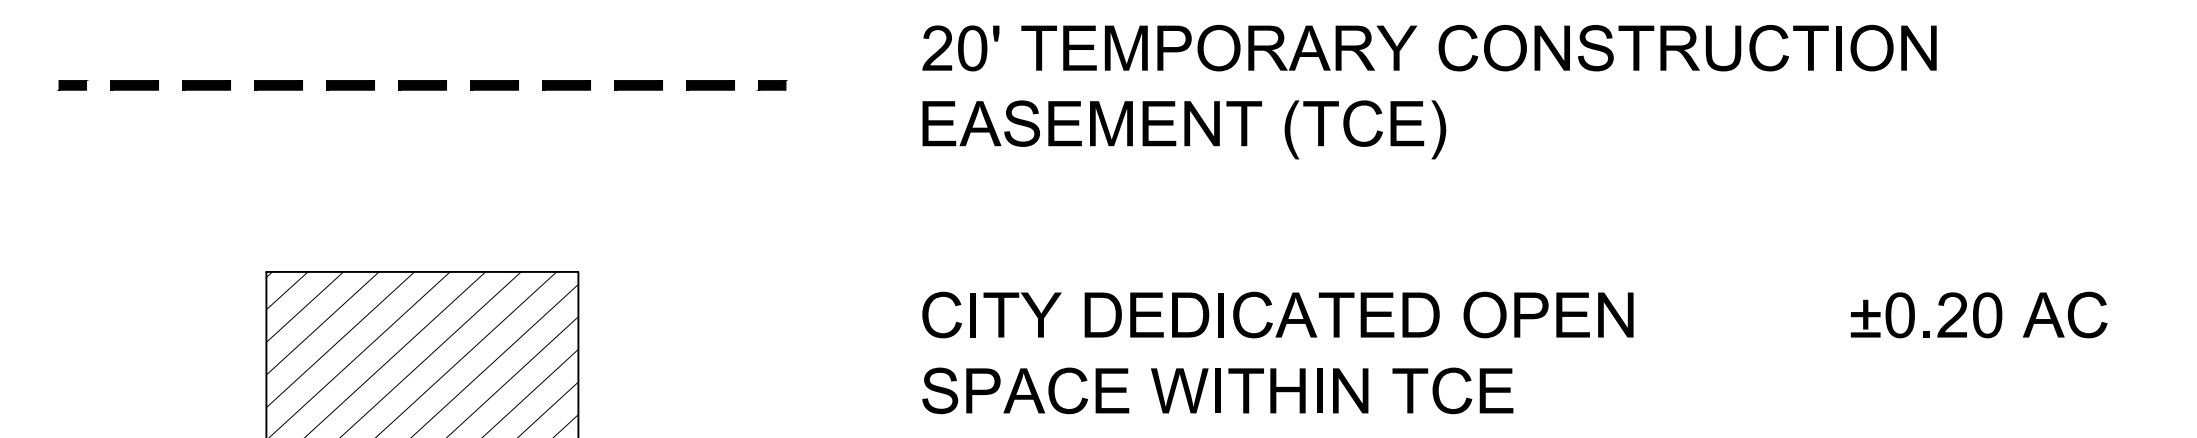 20' TEMPORARY CONSTRUCTION
EASEMENT (TCE)
CITY DEDICATED OPEN ±0.20 AC
SPACE WITHIN TCE